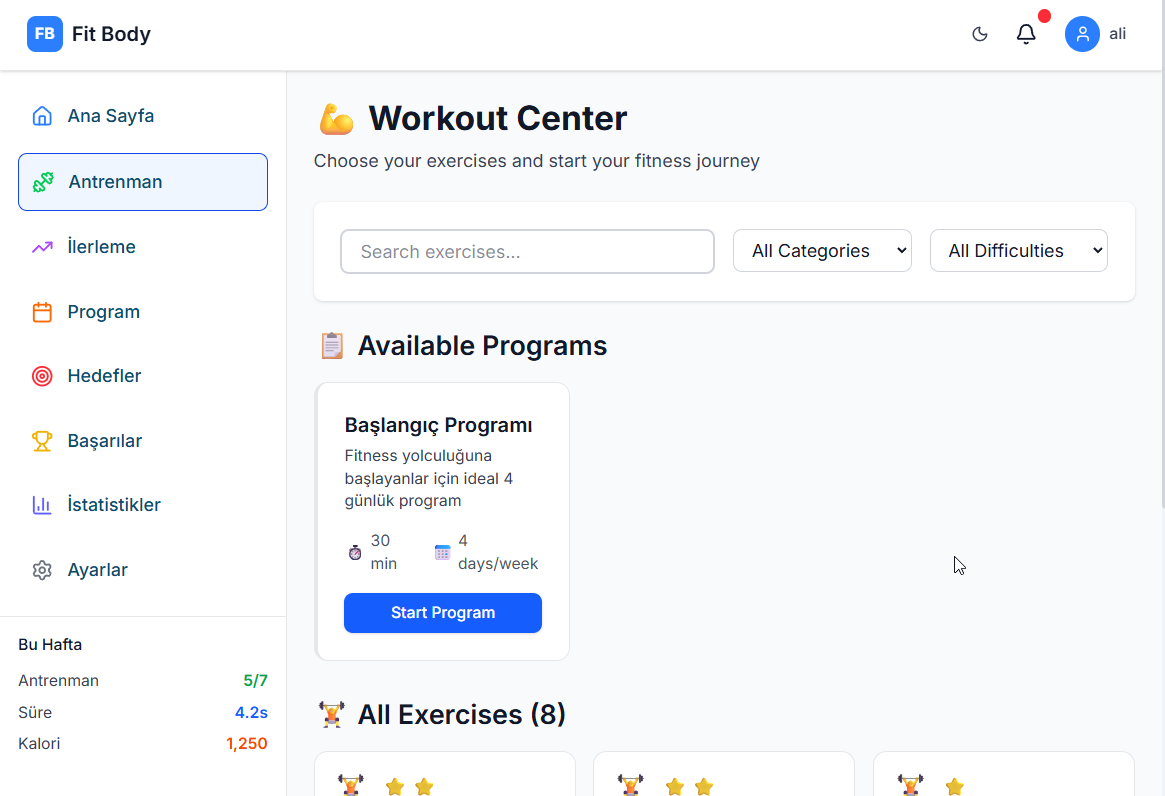 FB Fit Body
ali
Ana Sayfa
Antrenman
İlerleme
Program
Hedefler
Başarılar
İstatistikler
Ayarlar
Bu Hafta
Antrenman 5/7
Süre 4.2s
Kalori 1,250
Workout Center
Choose your exercises and start your fitness journey
Search exercises...
All Categories
All Difficulties
Available Programs
Başlangıç Programı
Fitness yolculuğuna
başlayanlar için ideal 4
günlük program
30
min
4
days/week
Start Program
All Exercises (8)